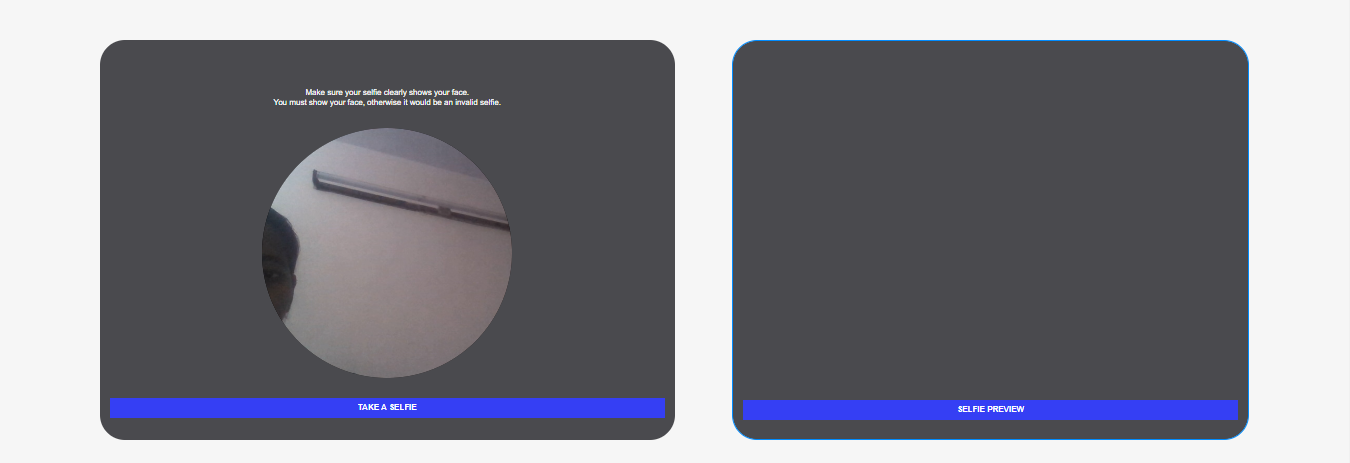 Make sure your selfie clearly shows your face.
You must show your face, otherwise it would be an invalid selfie.
TAKE A SELFIE
SELFIE PREVIEW